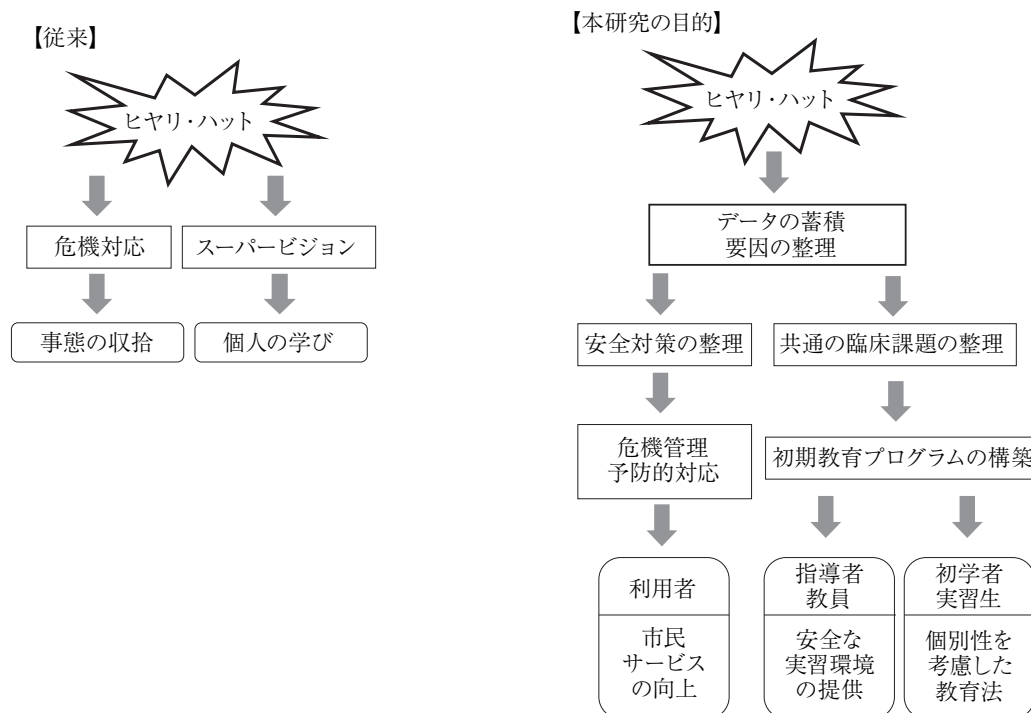 【従来】
ヒヤリ・ハット
危機対応
スーパービジョン
事態の収拾
個人の学び
【本研究の目的】
ヒヤリ・ハット
データの蓄積
要因の整理
安全対策の整理
共通の臨床課題の整理
危機管理
予防的対応
初期教育プログラムの構築
利用者
市民
サービス
の向上
指導者
教員
安全な
実習環境
の提供
初学者
実習生
個別性を
考慮した
教育法